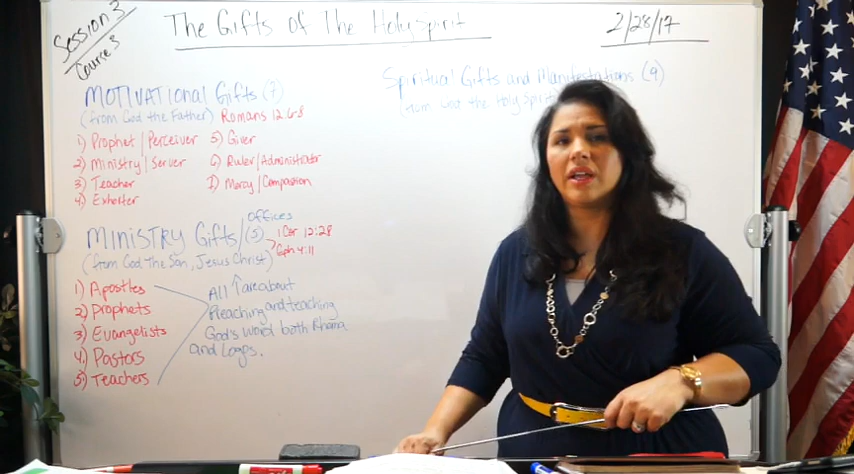 Session 3
Course 3
The Gifts of The Holy Spirit
2/28/17
MOTIVATIONAL Gifts (7)
(from God the Father) Romans 12:6-8
1) Prophet/Perceiver
2) Ministry/Server
3) Teacher
4) Exhorter
5) Giver
6) Ruler/Administrator
7) Mercy/Compassion
MINISTRY Gifts/offices (5)
1 Cor 12:28
Eph 4:11
(from God the Son, Jesus Christ)
1) Apostles
2) Prophets
3) Evangelists
4) Pastors
5) Teachers
All are about
Preaching and teaching
God's word both Rhema
and Logos.
Spiritual Gifts and Manifestations (9)
(from God the Holy Spirit